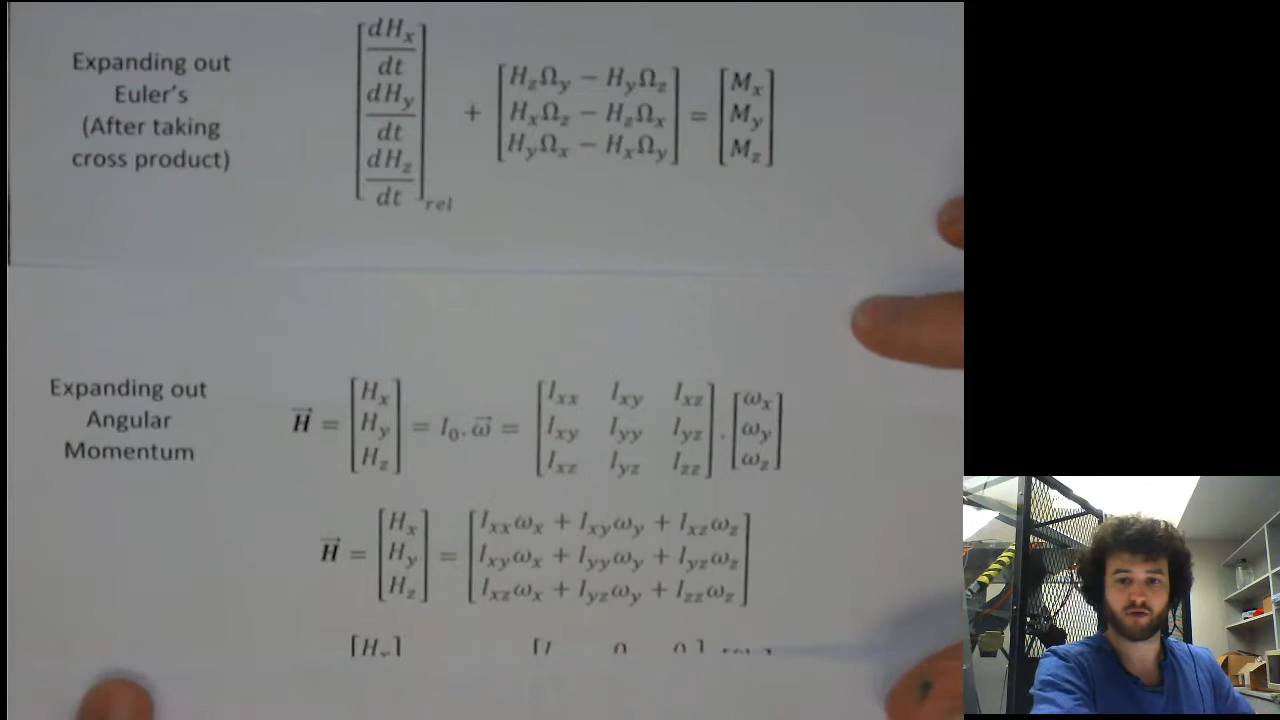 Expanding out
Euler's
(After taking
cross product)
[dH_x/dt dH_y/dt dH_z/dt]_rel + [H_zΩ_y − H_yΩ_z H_xΩ_z − H_zΩ_x H_yΩ_x − H_xΩ_y] = [M_x M_y M_z]
Expanding out
Angular
Momentum
H⃗ = [H_x H_y H_z] = I_0. ω⃗ = [I_xx I_xy I_xz I_xy I_yy I_yz I_xz I_yz I_zz] . [ω_x ω_y ω_z]
H⃗ = [H_x H_y H_z] = [I_xxω_x + I_xyω_y + I_xzω_z I_xyω_x + I_yyω_y + I_yzω_z I_xzω_x + I_yzω_y + I_zzω_z]